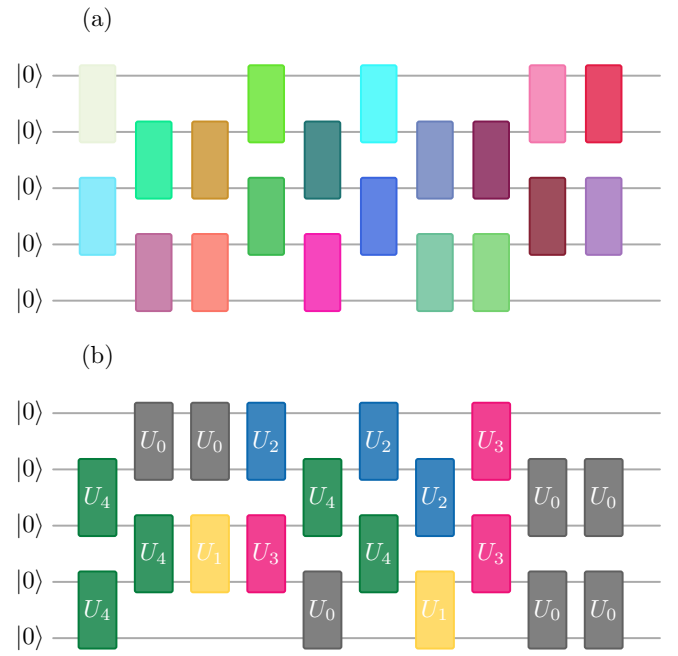 (a)
|0⟩
|0⟩
|0⟩
|0⟩
|0⟩
(b)
|0⟩
U₀ U₀ U₂ U₂ U₃
|0⟩
U₄ U₄ U₂ U₀ U₀
|0⟩
U₄ U₁ U₃ U₄ U₃
|0⟩
U₄ U₀ U₁ U₀ U₀
|0⟩